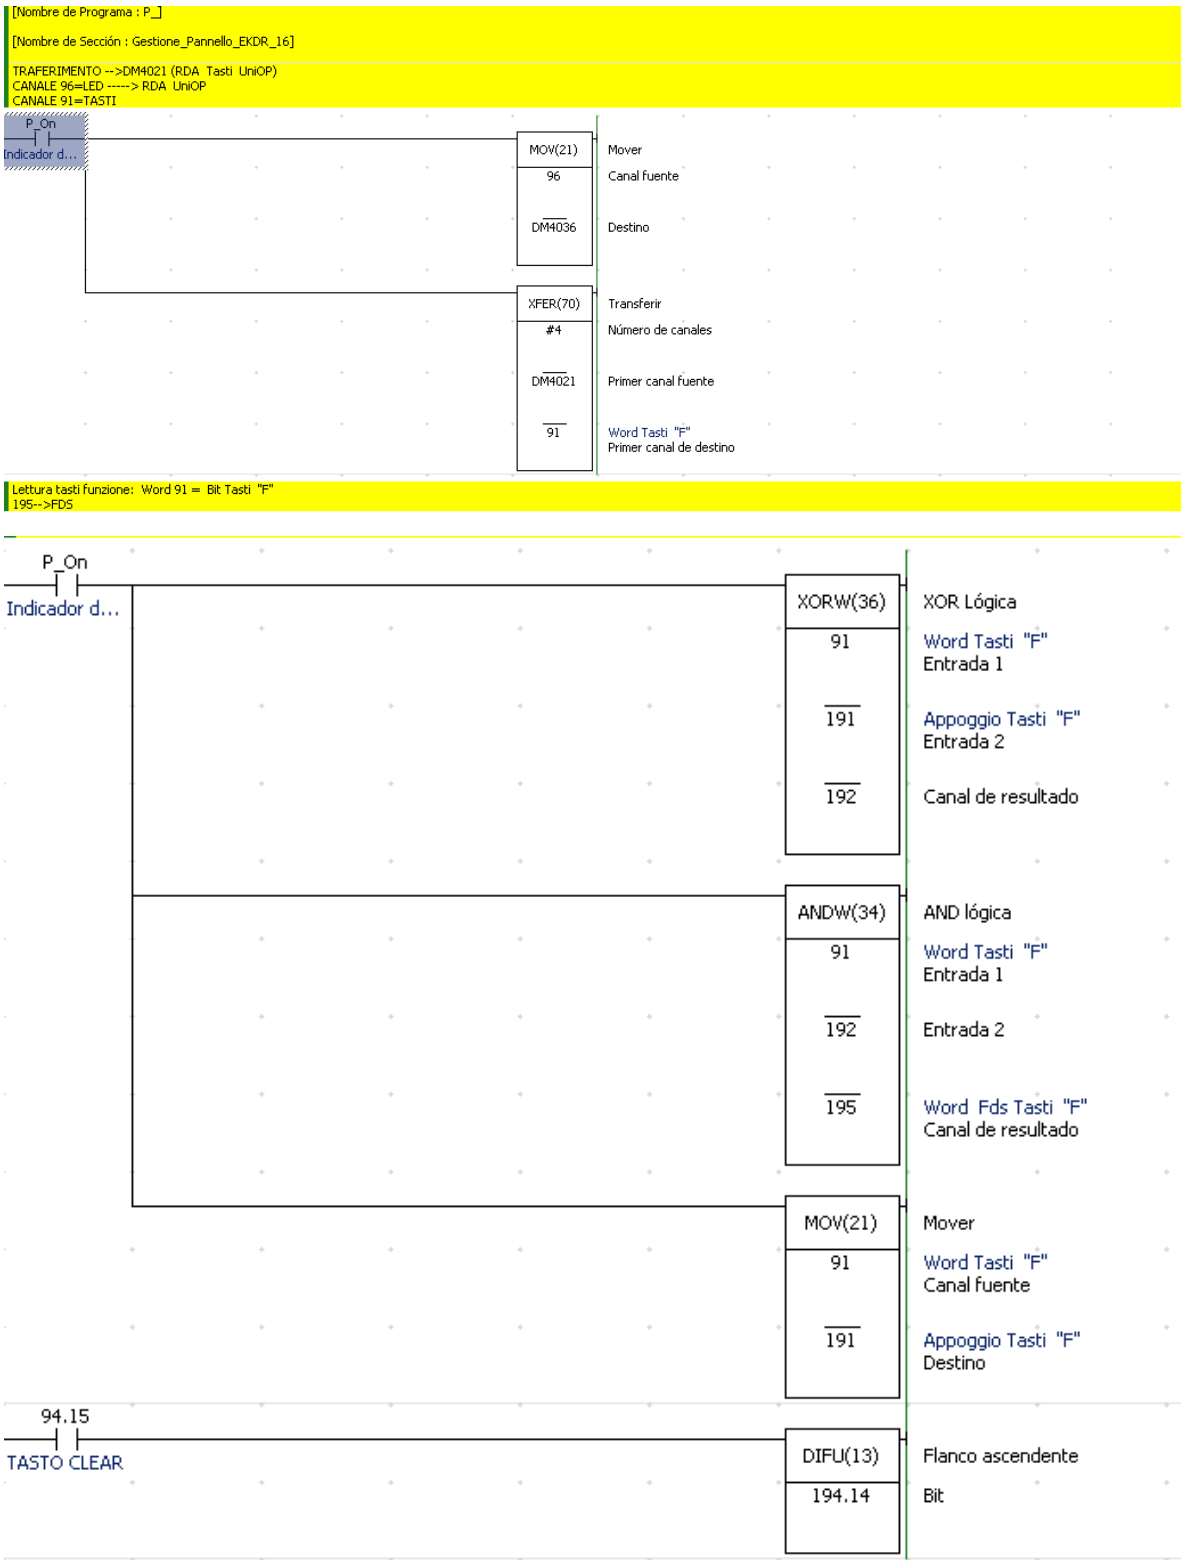 [Nombre de Programa : P_]
[Nombre de Sección : Gestione_Pannello_EKDR_16]
TRAFERIMENTO -->DM4021 (RDA Tasti UniOP)
CANALE 96=LED -----> RDA UniOP
CANALE 91=TASTI
P_On
Indicador d...
MOV(21) Mover
96 Canal fuente
DM4036 Destino
XFER(70) Transferir
#4 Número de canales
DM4021 Primer canal fuente
91 Word Tasti "F"
Primer canal de destino
Lettura tasti funzione: Word 91 = Bit Tasti "F"
195-->FDS
P_On
Indicador d...
XORW(36) XOR Lógica
91 Word Tasti "F"
Entrada 1
191 Appoggio Tasti "F"
Entrada 2
192 Canal de resultado
ANDW(34) AND lógica
91 Word Tasti "F"
Entrada 1
192 Entrada 2
195 Word Fds Tasti "F"
Canal de resultado
MOV(21) Mover
91 Word Tasti "F"
Canal fuente
191 Appoggio Tasti "F"
Destino
94.15
TASTO CLEAR
DIFU(13) Flanco ascendente
194.14 Bit